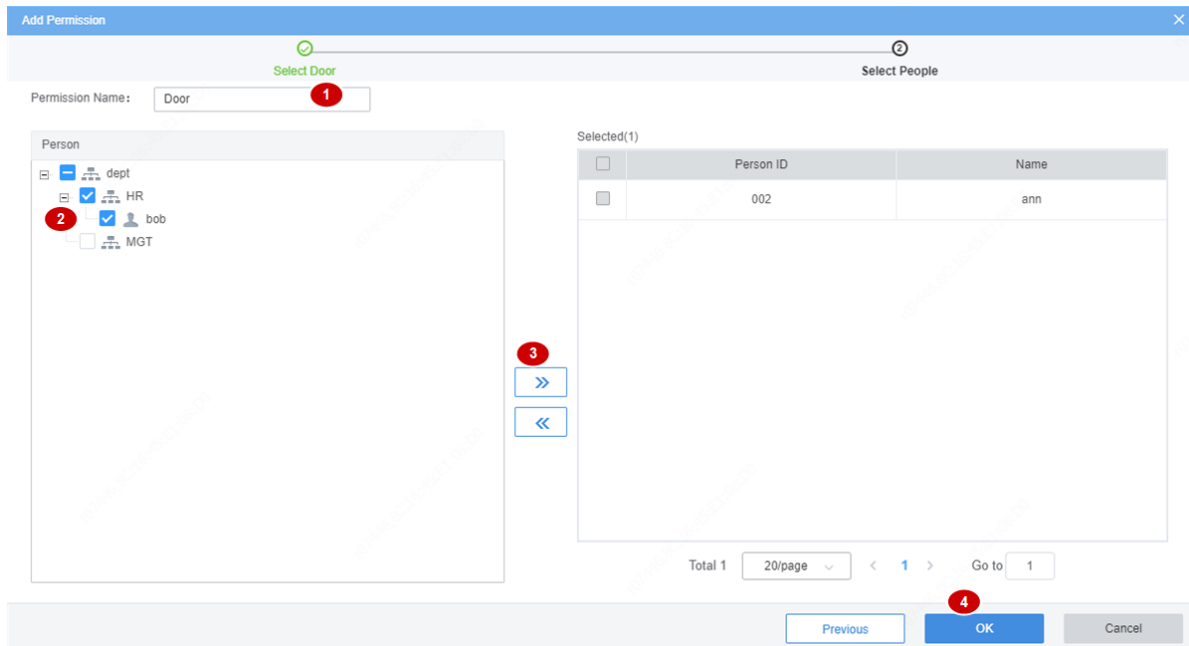 Add Permission
2
Select Door
Select People
Permission Name:
Door
1
Person
dept
HR
2
bob
MGT
3
Selected(1)
Person ID Name
002 ann
Total 1 20/page 1 Go to 1
4
Previous OK Cancel